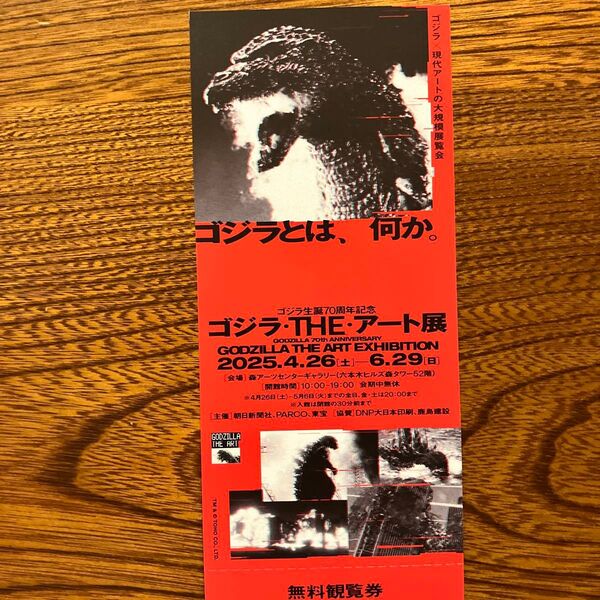 ゴジラ×現代アートの大規模展覧会
ゴジラとは、何か。
ゴジラ生誕70周年記念
ゴジラ・THE・アート展
GODZILLA 70th ANNIVERSARY
GODZILLA THE ART EXHIBITION
2025.4.26[土]—6.29[日]
[会場] 森アーツセンターギャラリー(六本木ヒルズ森タワー52階)
[開館時間] 10:00-19:00 会期中無休
※4月26日(土)-5月6日(火)までの全日、金・土は20:00まで
※入館は閉館の30分前まで
[主催] 朝日新聞社、PARCO、東宝 [協賛] DNP大日本印刷、鹿島建設
GODZILLA
THE ART
TM & © TOHO CO., LTD.
無料観覧券